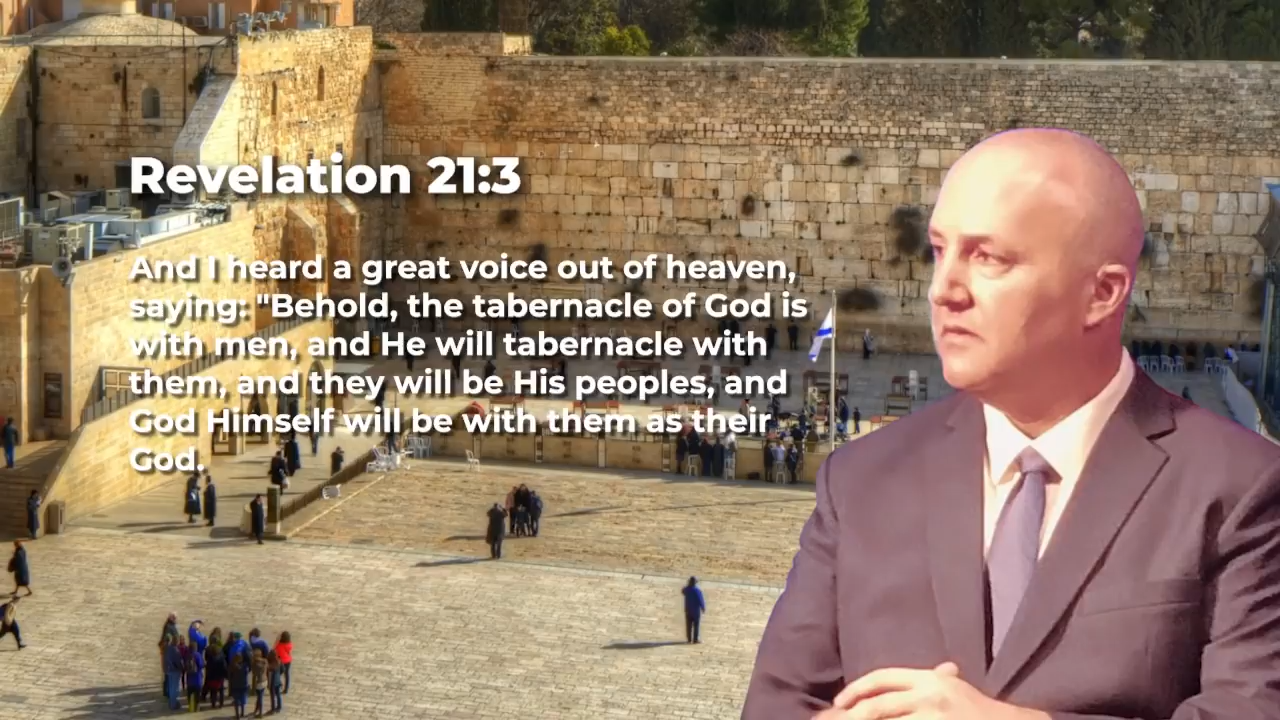 Revelation 21:3
And I heard a great voice out of heaven,
saying: "Behold, the tabernacle of God is
with men, and He will tabernacle with
them, and they will be His peoples, and
God Himself will be with them as their
God.